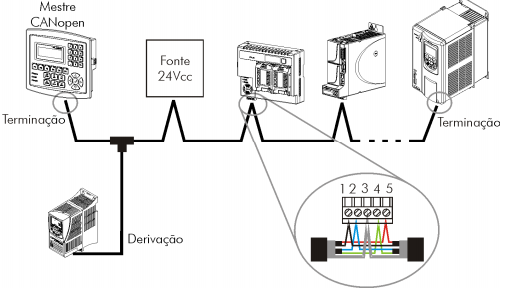 Mestre
CANopen
Fonte
24Vcc
Terminação
Terminação
Derivação
1 2 3 4 5